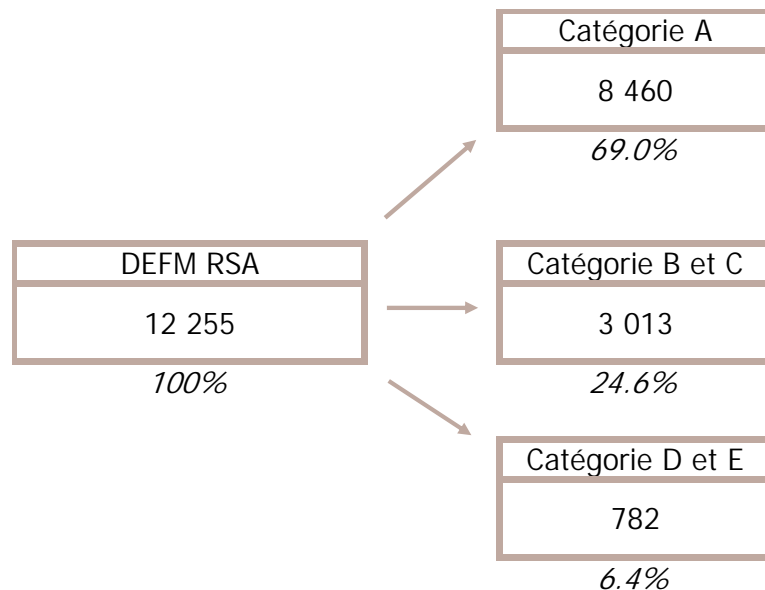 Catégorie A
8 460
69.0%
DEFM RSA
12 255
100%
Catégorie B et C
3 013
24.6%
Catégorie D et E
782
6.4%